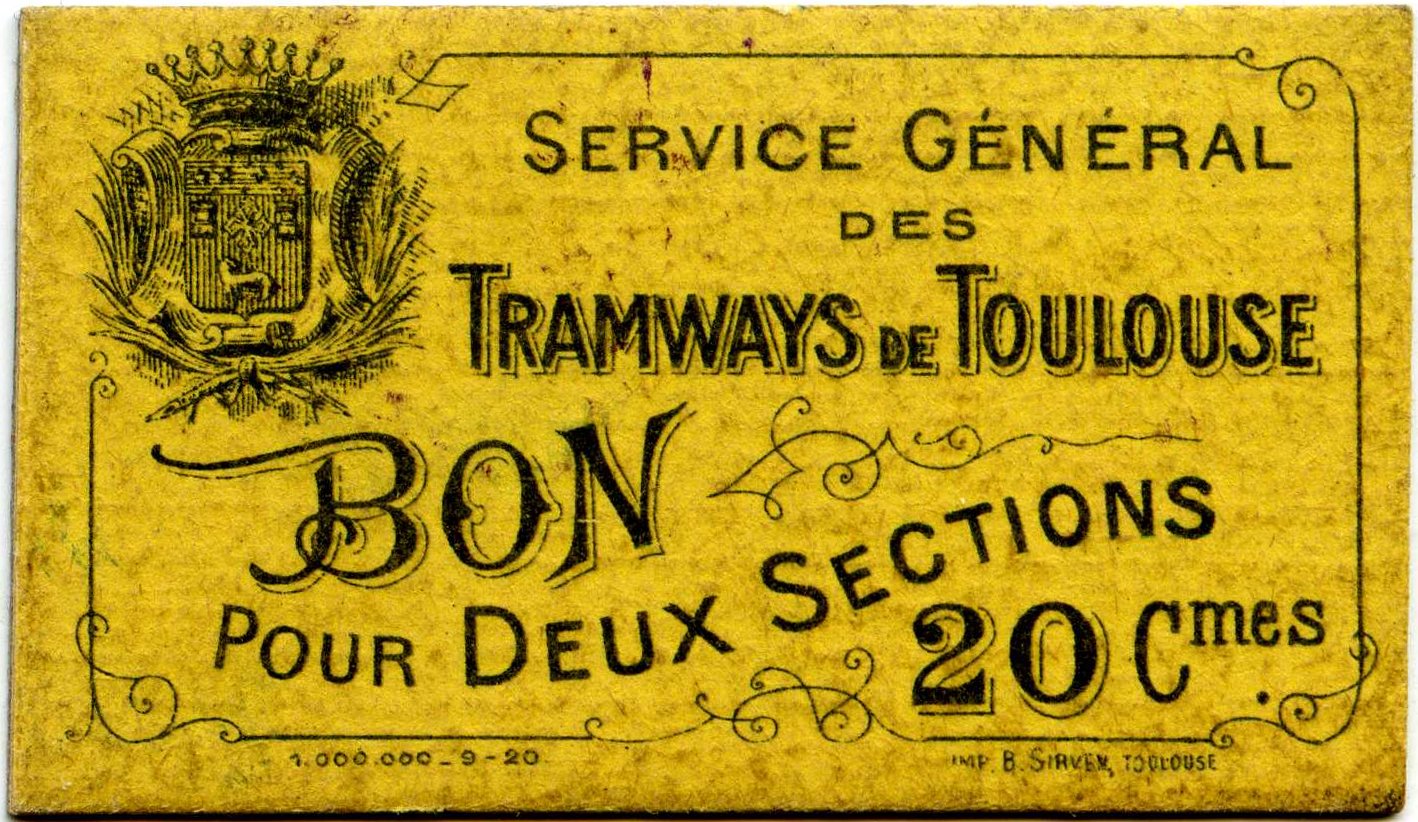 SERVICE GÉNÉRAL
DES
TRAMWAYS DE TOULOUSE
BON
POUR DEUX SECTIONS
20 Cmes
1.000.000_9-20
IMP. B. SIRVEN, TOULOUSE